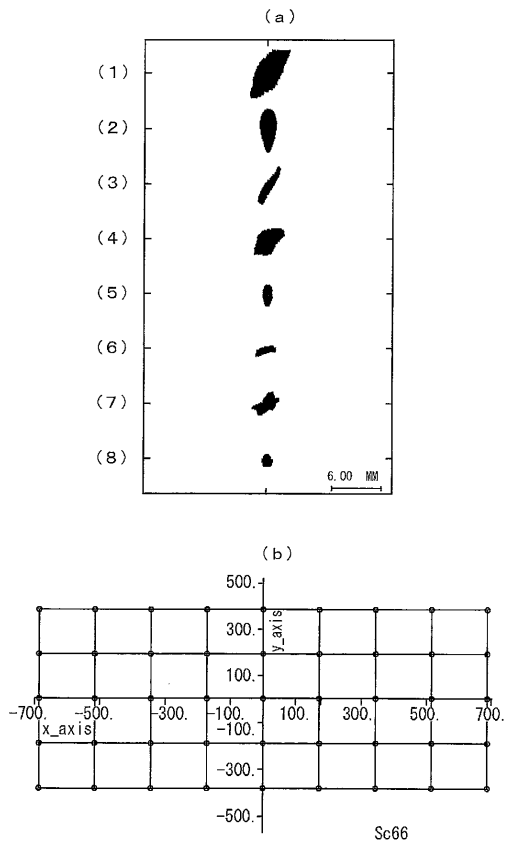 (a)
(1)
(2)
(3)
(4)
(5)
(6)
(7)
(8)
6.00 MM
(b)
500.
300.
y_axis
100.
-700. -500. -300. -100. 100. 300. 500. 700.
x_axis
-100.
-300.
-500.
Sc66